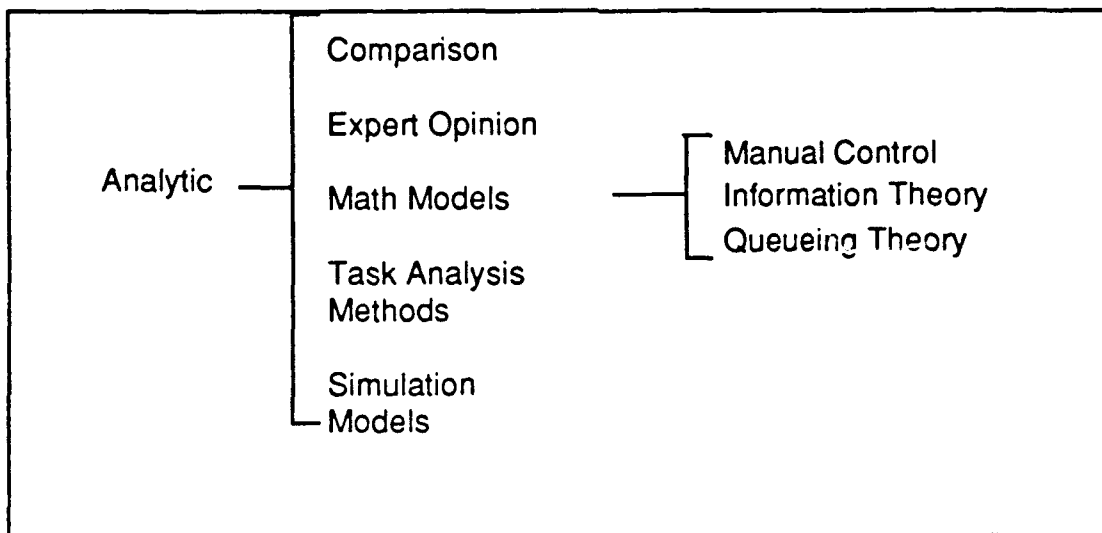 Comparison
Expert Opinion
Analytic
Math Models
Task Analysis
Methods
Simulation
Models
Manual Control
Information Theory
Queueing Theory